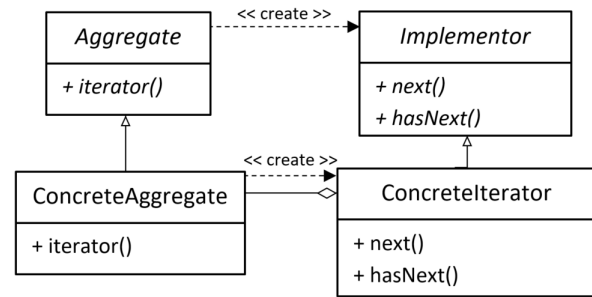 Aggregate
+ iterator()
<< create >>
Implementor
+ next()
+ hasNext()
ConcreteAggregate
+ iterator()
<< create >>
ConcreteIterator
+ next()
+ hasNext()